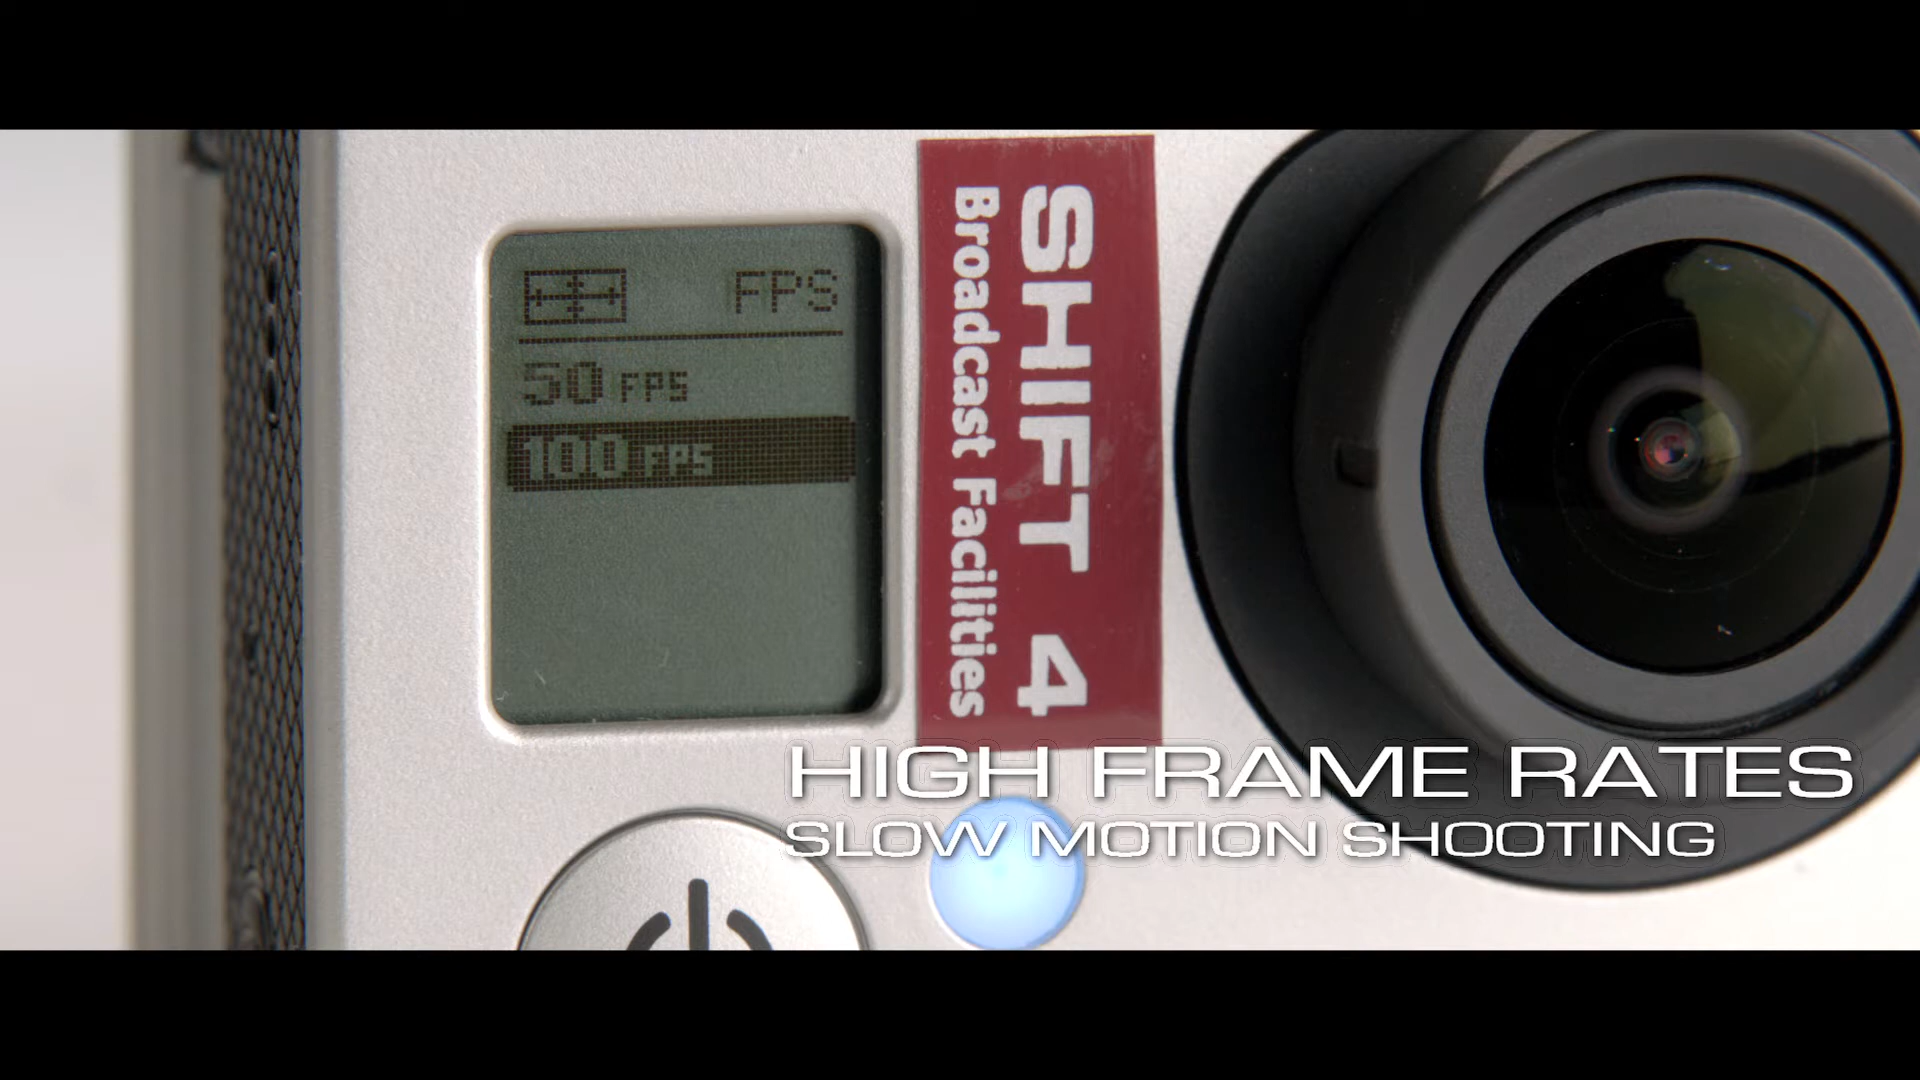 FPS
50 FPS
100 FPS
SHIFT 4
Broadcast Facilities
HIGH FRAME RATES
SLOW MOTION SHOOTING